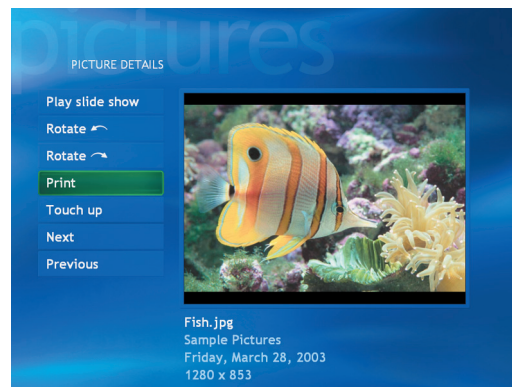 pictures
PICTURE DETAILS
Play slide show
Rotate
Rotate
Print
Touch up
Next
Previous
Fish.jpg
Sample Pictures
Friday, March 28, 2003
1280 x 853